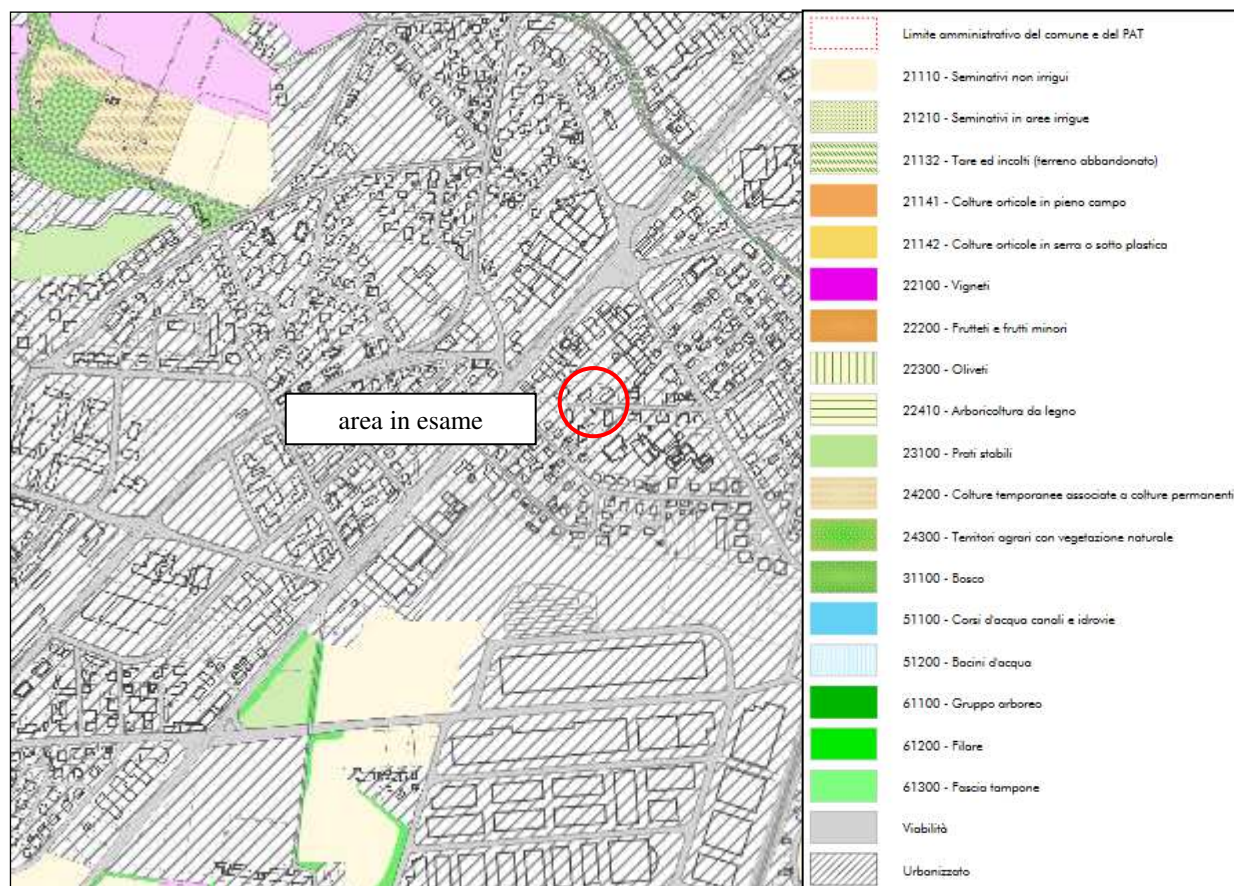 area in esame
Limite amministrativo del comune e del PAT
21110 - Seminativi non irrigui
21210 - Seminativi in aree irrigue
21132 - Tare ed incolti (terreno abbandonato)
21141 - Colture orticole in pieno campo
21142 - Colture orticole in serra o sotto plastica
22100 - Vigneti
22200 - Frutteti e frutti minori
22300 - Oliveti
22410 - Arboricoltura da legno
23100 - Prati stabili
24200 - Colture temporanee associate a colture permanenti
24300 - Territori agrari con vegetazione naturale
31100 - Bosco
51100 - Corsi d'acqua canali e idrovie
51200 - Bacini d'acqua
61100 - Gruppo arboreo
61200 - Filare
61300 - Fascia tampone
Viabilità
Urbanizzato